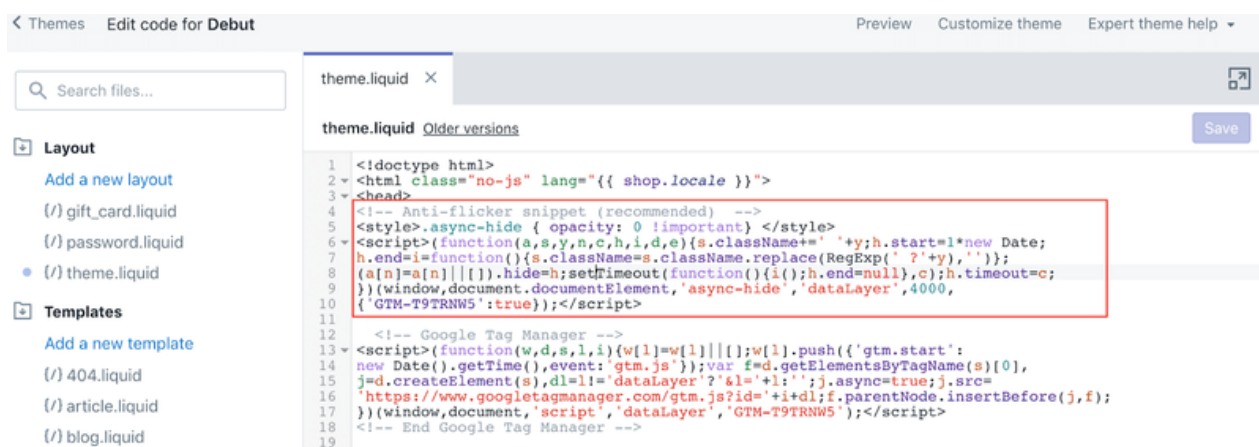 Themes Edit code for Debut Preview Customize theme Expert theme help
Search files...
theme.liquid ×
theme.liquid Older versions Save
Layout
Add a new layout
{/} gift_card.liquid
{/} password.liquid
{/} theme.liquid
Templates
Add a new template
{/} 404.liquid
{/} article.liquid
{/} blog.liquid
1 <!doctype html>
2 <html class="no-js" lang="{{ shop.locale }}">
3 <head>
4 <!-- Anti-flicker snippet (recommended) -->
5 <style>.async-hide { opacity: 0 !important} </style>
6 <script>(function(a,s,y,n,c,h,i,d,e){s.className+=' '+y;h.start=1*new Date;
7 h.end=i=function(){s.className=s.className.replace(RegExp(' ?'+y),'')};
8 (a[n]=a[n]||[]).hide=h;setTimeout(function(){i();h.end=null},c);h.timeout=c;
9 })(window,document.documentElement,'async-hide','dataLayer',4000,
10 {'GTM-T9TRNW5':true});</script>
11
12 <!-- Google Tag Manager -->
13 <script>(function(w,d,s,l,i){w[l]=w[l]||[];w[l].push({'gtm.start':
14 new Date().getTime(),event:'gtm.js'});var f=d.getElementsByTagName(s)[0],
15 j=d.createElement(s),dl=l!='dataLayer'?'&l='+l:'';j.async=true;j.src=
16 'https://www.googletagmanager.com/gtm.js?id='+i+dl;f.parentNode.insertBefore(j,f);
17 })(window,document,'script','dataLayer','GTM-T9TRNW5');</script>
18 <!-- End Google Tag Manager -->
19